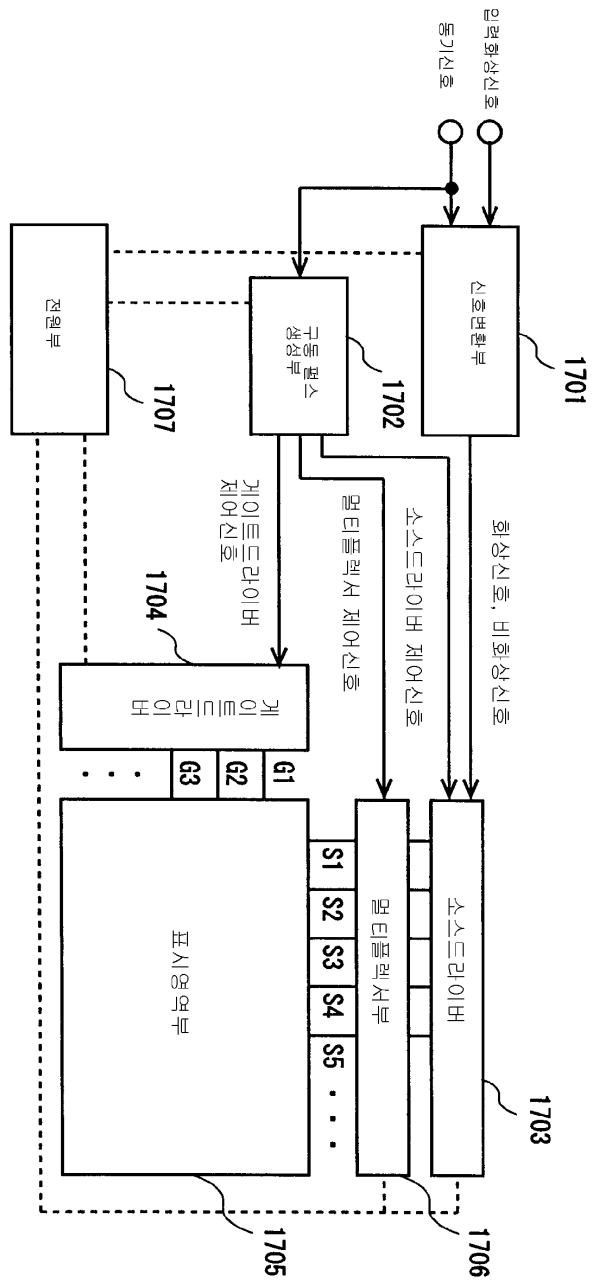 입력화상신호
동기신호
신호변환부
1701
구동 펄스
생성부
1702
전원부
1707
화상신호, 비화상신호
소스드라이버 제어신호
멀티플렉서 제어신호
게이트드라이버
제어신호
1704
게이트드라이버
G1
G2
G3
· · ·
소스드라이버
1703
멀티플렉서부
1706
S1
S2
S3
S4
S5
· · ·
표시영역부
1705